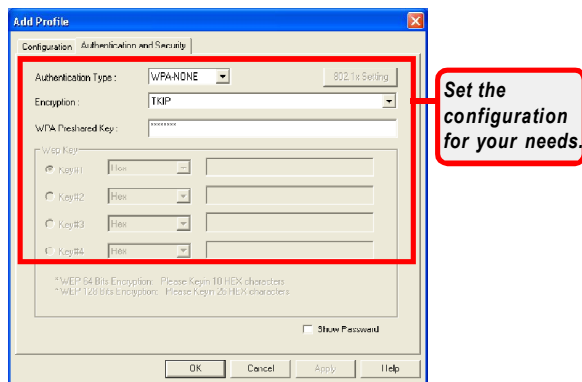 Add Profile
Configuration Authentication and Security
Authentication Type : WPA-NONE 802.1x Setting
Encryption : TKIP
WPA Preshared Key : ********
Wep Key
Key#1 Hex
Key#2 Hex
Key#3 Hex
Key#4 Hex
* WEP 64 Bits Encryption: Please Keyin 10 HEX characters
* WEP 128 Bits Encryption: Please Keyin 26 HEX characters
Show Password
OK Cancel Apply Help
Set the
configuration
for your needs.